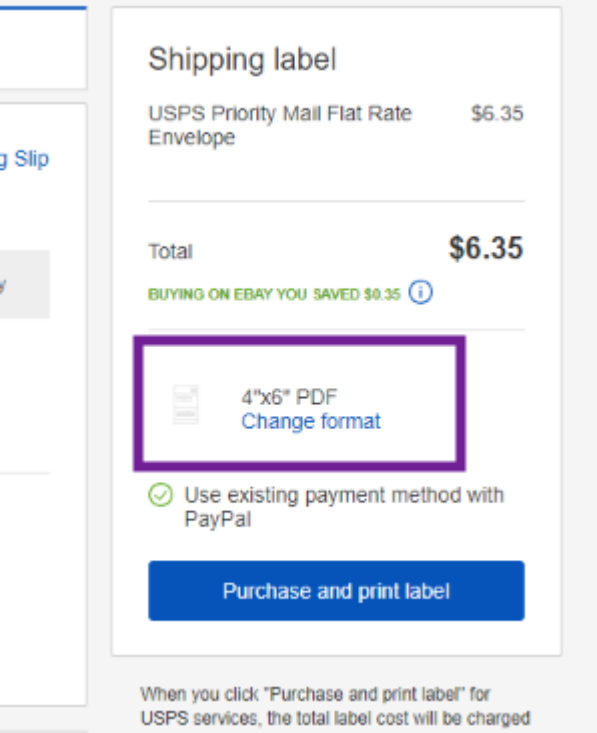 Shipping label
USPS Priority Mail Flat Rate $6.35
Envelope
g Slip
Total $6.35
BUYING ON EBAY YOU SAVED $0.35
y
4"x6" PDF
Change format
Use existing payment method with
PayPal
Purchase and print label
When you click "Purchase and print label" for
USPS services, the total label cost will be charged